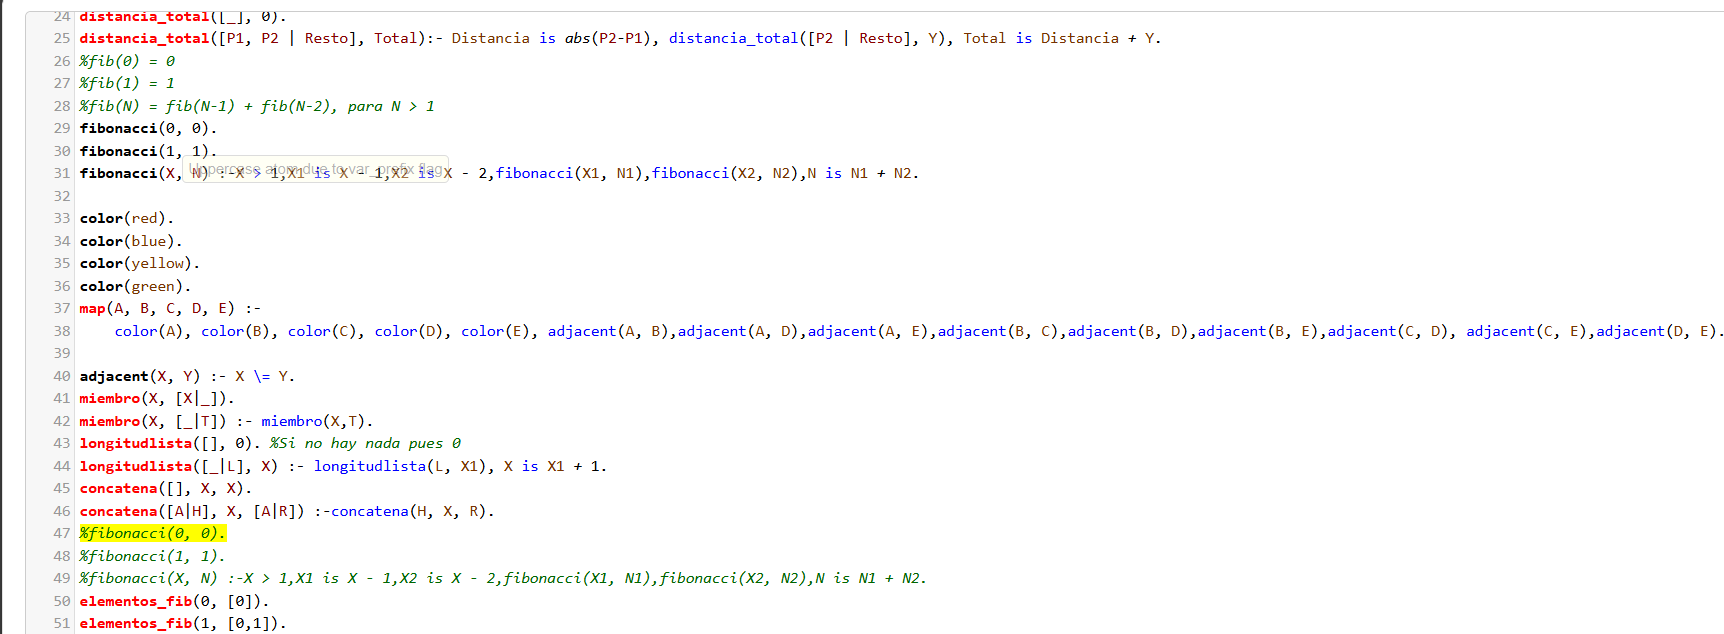 24 distancia_total([_], 0).
25 distancia_total([P1, P2 | Resto], Total):- Distancia is abs(P2-P1), distancia_total([P2 | Resto], Y), Total is Distancia + Y.
26 %fib(0) = 0
27 %fib(1) = 1
28 %fib(N) = fib(N-1) + fib(N-2), para N > 1
29 fibonacci(0, 0).
30 fibonacci(1, 1).
Uppercase atom due to var_prefix flag
31 fibonacci(X, N) :-X > 1,X1 is X - 1,X2 is X - 2,fibonacci(X1, N1),fibonacci(X2, N2),N is N1 + N2.
32
33 color(red).
34 color(blue).
35 color(yellow).
36 color(green).
37 map(A, B, C, D, E) :-
38 color(A), color(B), color(C), color(D), color(E), adjacent(A, B),adjacent(A, D),adjacent(A, E),adjacent(B, C),adjacent(B, D),adjacent(B, E),adjacent(C, D), adjacent(C, E),adjacent(D, E).
39
40 adjacent(X, Y) :- X \= Y.
41 miembro(X, [X|_]).
42 miembro(X, [_|T]) :- miembro(X,T).
43 longitudlista([], 0). %Si no hay nada pues 0
44 longitudlista([_|L], X) :- longitudlista(L, X1), X is X1 + 1.
45 concatena([], X, X).
46 concatena([A|H], X, [A|R]) :-concatena(H, X, R).
47 %fibonacci(0, 0).
48 %fibonacci(1, 1).
49 %fibonacci(X, N) :-X > 1,X1 is X - 1,X2 is X - 2,fibonacci(X1, N1),fibonacci(X2, N2),N is N1 + N2.
50 elementos_fib(0, [0]).
51 elementos_fib(1, [0,1]).